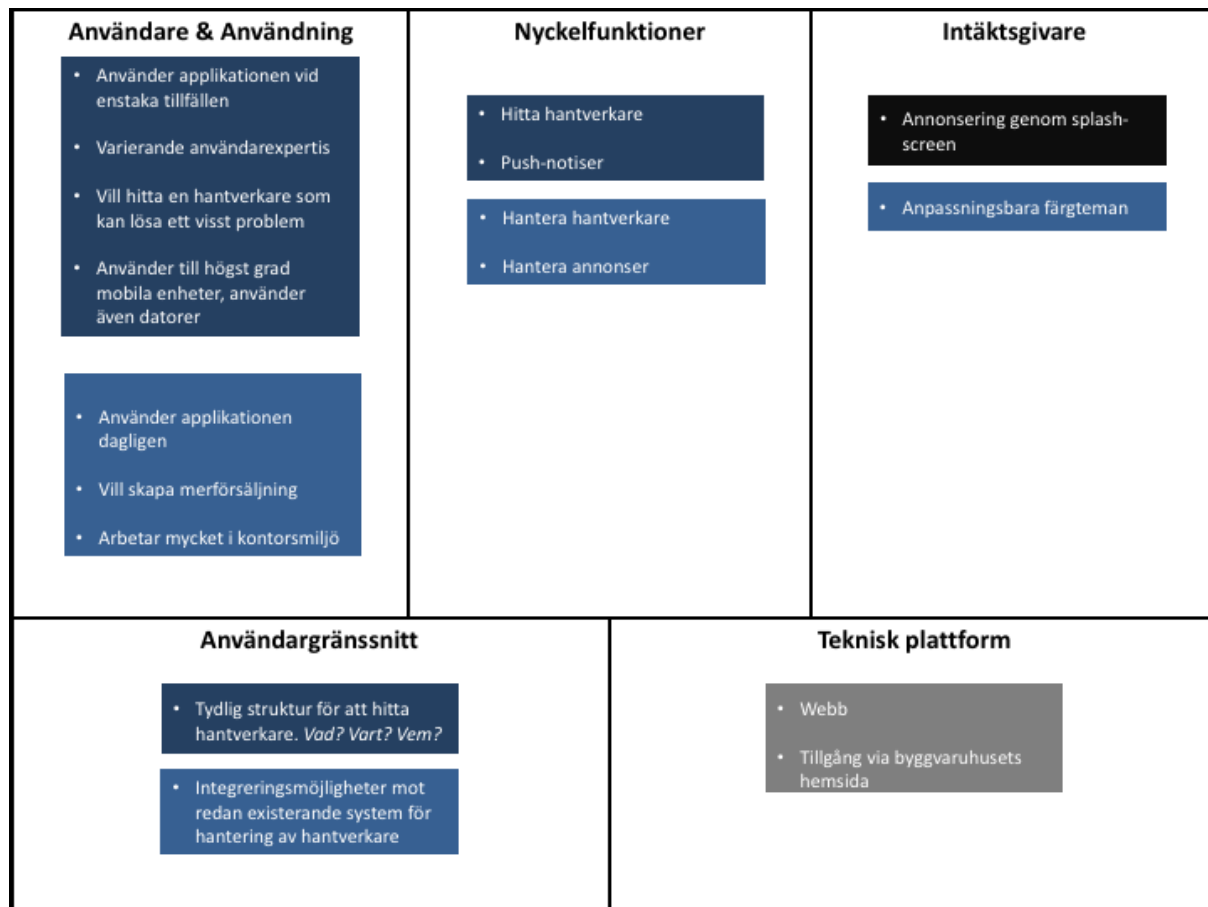 Användare & Användning
• Använder applikationen vid
enstaka tillfällen
• Varierande användarexpertis
• Vill hitta en hantverkare som
kan lösa ett visst problem
• Använder till högst grad
mobila enheter, använder
även datorer
• Använder applikationen
dagligen
• Vill skapa merförsäljning
• Arbetar mycket i kontorsmiljö
Nyckelfunktioner
• Hitta hantverkare
• Push-notiser
• Hantera hantverkare
• Hantera annonser
Intäktsgivare
• Annonsering genom splash-
screen
• Anpassningsbara färgteman
Användargränssnitt
• Tydlig struktur för att hitta
hantverkare. Vad? Vart? Vem?
• Integreringsmöjligheter mot
redan existerande system för
hantering av hantverkare
Teknisk plattform
• Webb
• Tillgång via byggvaruhusets
hemsida